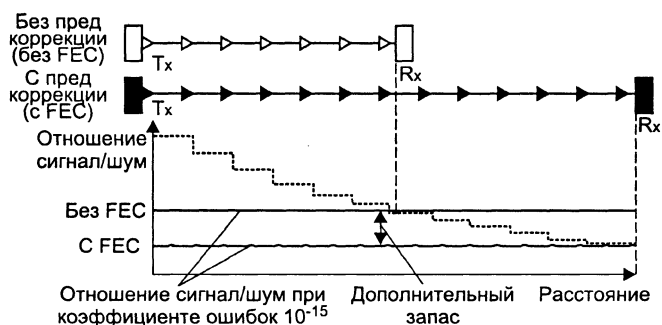 Без пред
коррекции
(без FEC)
Tx
Rx
С пред
коррекции
(с FEC)
Tx
Rx
Отношение
сигнал/шум
Без FEC
С FEC
Отношение сигнал/шум при
коэффициенте ошибок 10⁻¹⁵
Дополнительный
запас
Расстояние